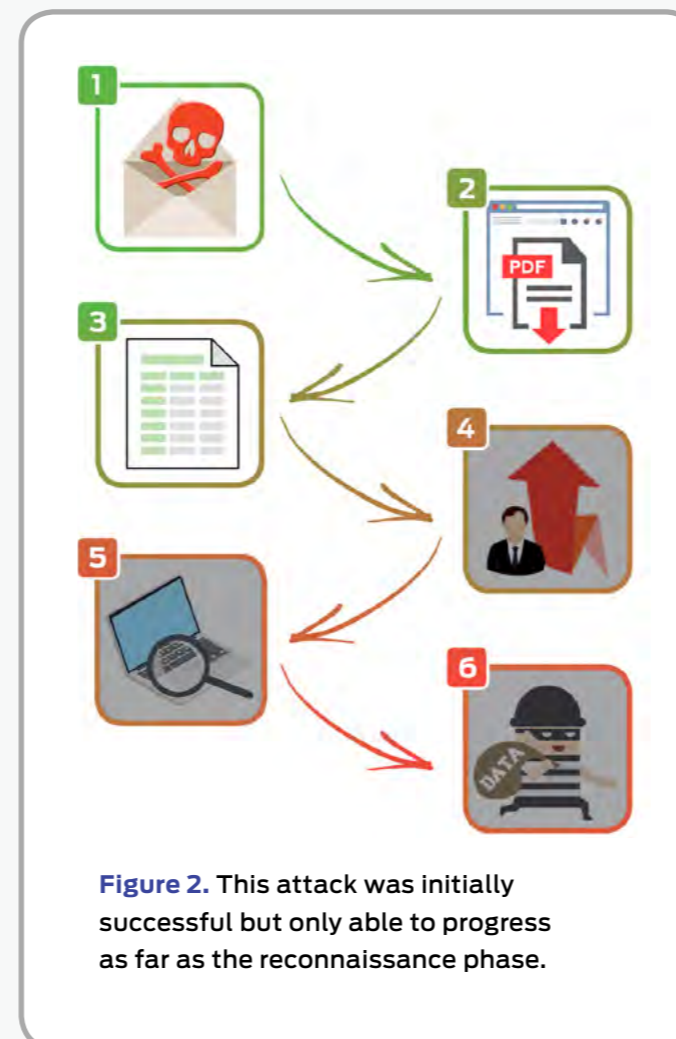 1
2
PDF
3
4
5
6
DATA
Figure 2. This attack was initially
successful but only able to progress
as far as the reconnaissance phase.